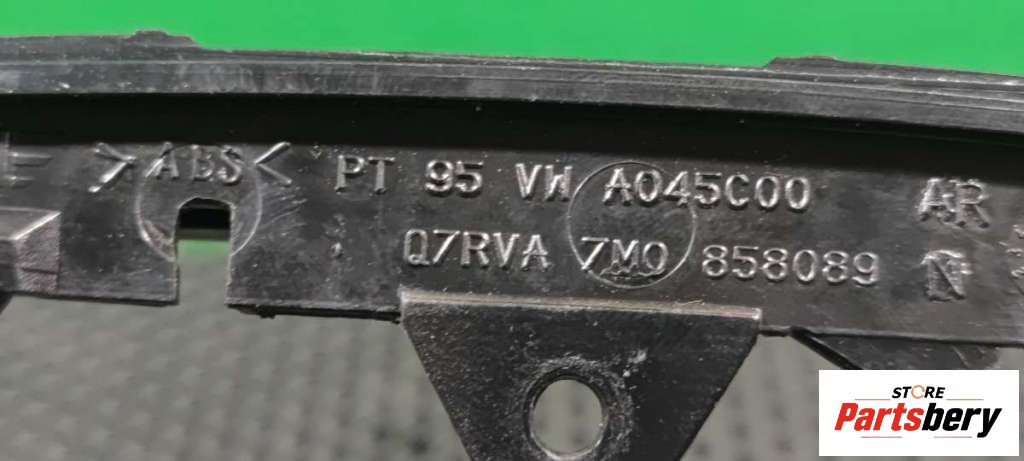 >ABS< PT 95 VW A045C00 AR
Q7RVA 7M0 858089
STORE
Partsbery